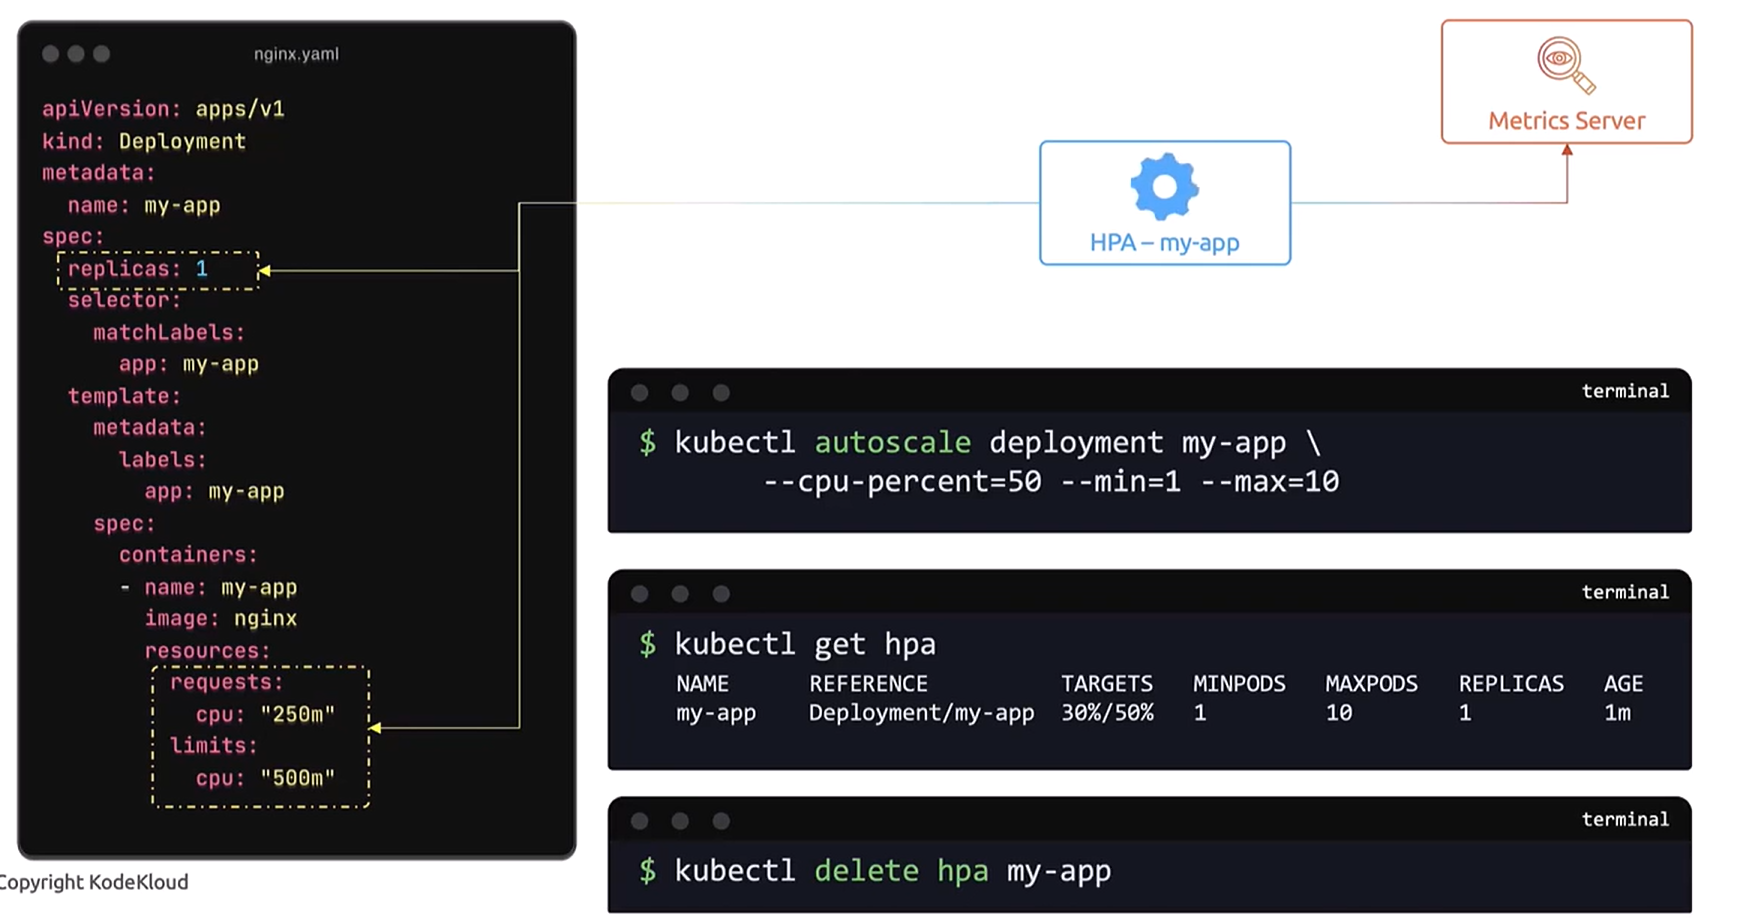 nginx.yaml
apiVersion: apps/v1
kind: Deployment
metadata:
  name: my-app
spec:
  replicas: 1
  selector:
    matchLabels:
      app: my-app
  template:
    metadata:
      labels:
        app: my-app
    spec:
      containers:
      - name: my-app
        image: nginx
        resources:
          requests:
            cpu: "250m"
          limits:
            cpu: "500m"
HPA – my-app
Metrics Server
terminal
$ kubectl autoscale deployment my-app \
--cpu-percent=50 --min=1 --max=10
terminal
$ kubectl get hpa
NAME REFERENCE TARGETS MINPODS MAXPODS REPLICAS AGE
my-app Deployment/my-app 30%/50% 1 10 1 1m
terminal
$ kubectl delete hpa my-app
Copyright KodeKloud